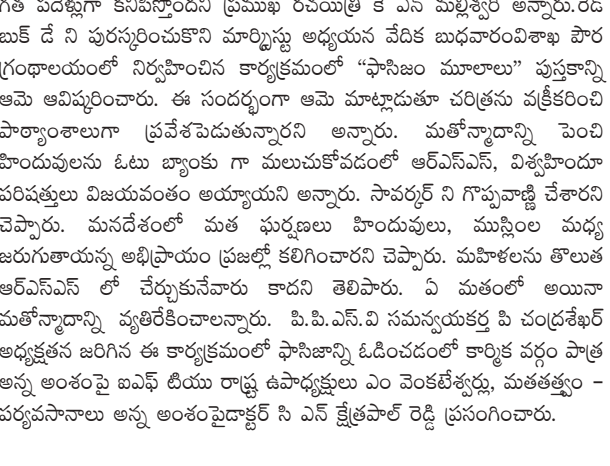 గత పదేళ్లుగా కనిపిస్తోందని ప్రముఖ రచయిత్రి కె ఎన్ మల్లీశ్వరి అన్నారు.రెడ్
బుక్ డే ని పురస్కరించుకొని మార్క్సిస్టు అధ్యయన వేదిక బుధవారంవిశాఖ పౌర
గ్రంథాలయంలో నిర్వహించిన కార్యక్రమంలో “ఫాసిజం మూలాలు” పుస్తకాన్ని
ఆమె ఆవిష్కరించారు. ఈ సందర్భంగా ఆమె మాట్లాడుతూ చరిత్రను వక్రీకరించి
పాఠ్యాంశాలుగా ప్రవేశపెడుతున్నారని అన్నారు. మతోన్మాదాన్ని పెంచి
హిందువులను ఓటు బ్యాంకు గా మలుచుకోవడంలో ఆర్ఎస్ఎస్, విశ్వహిందూ
పరిషత్తులు విజయవంతం అయ్యాయని అన్నారు. సావర్కర్ ని గొప్పవాణ్ణి చేశారని
చెప్పారు. మనదేశంలో మత ఘర్షణలు హిందువులు, ముస్లింల మధ్య
జరుగుతాయన్న అభిప్రాయం ప్రజల్లో కలిగించారని చెప్పారు. మహిళలను తొలుత
ఆర్ఎస్ఎస్ లో చేర్చుకునేవారు కాదని తెలిపారు. ఏ మతంలో అయినా
మతోన్మాదాన్ని వ్యతిరేకించాలన్నారు. పి.పి.ఎస్.వి సమన్వయకర్త పి చంద్రశేఖర్
అధ్యక్షతన జరిగిన ఈ కార్యక్రమంలో ఫాసిజాన్ని ఓడించడంలో కార్మిక వర్గం పాత్ర
అన్న అంశంపై ఐఎఫ్ టియు రాష్ట్ర ఉపాధ్యక్షులు ఎం వెంకటేశ్వర్లు, మతతత్త్వం –
పర్యవసానాలు అన్న అంశంపైడాక్టర్ సి ఎన్ క్షేత్రపాల్ రెడ్డి ప్రసంగించారు.